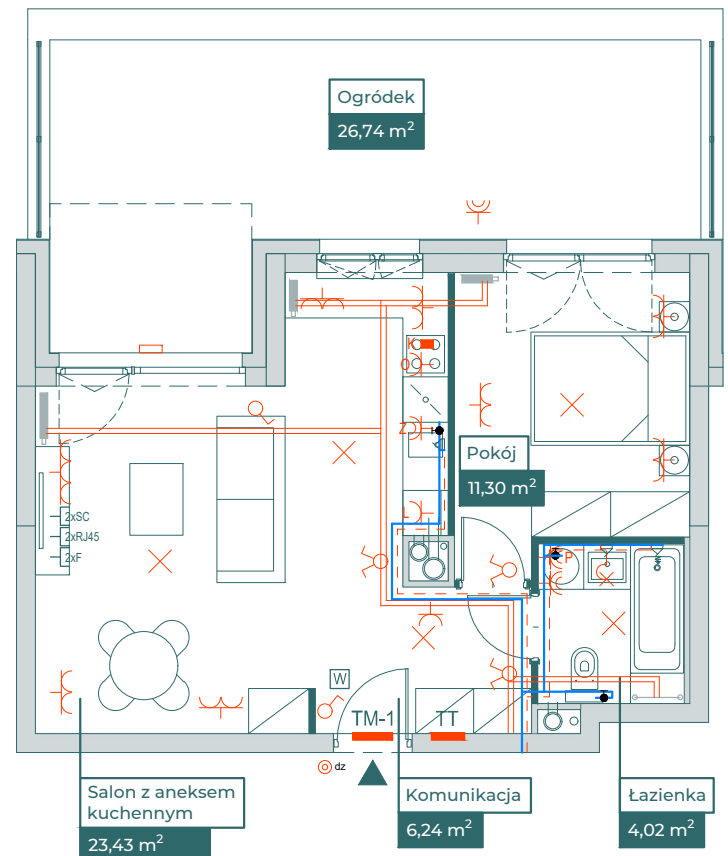 Ogródek
26,74 m²
K
O
Z
Pokój
11,30 m²
2xSC
2xRJ45
2xF
L
P
W
TM-1
TT
dz
Salon z aneksem
kuchennym
23,43 m²
Komunikacja
6,24 m²
Łazienka
4,02 m²